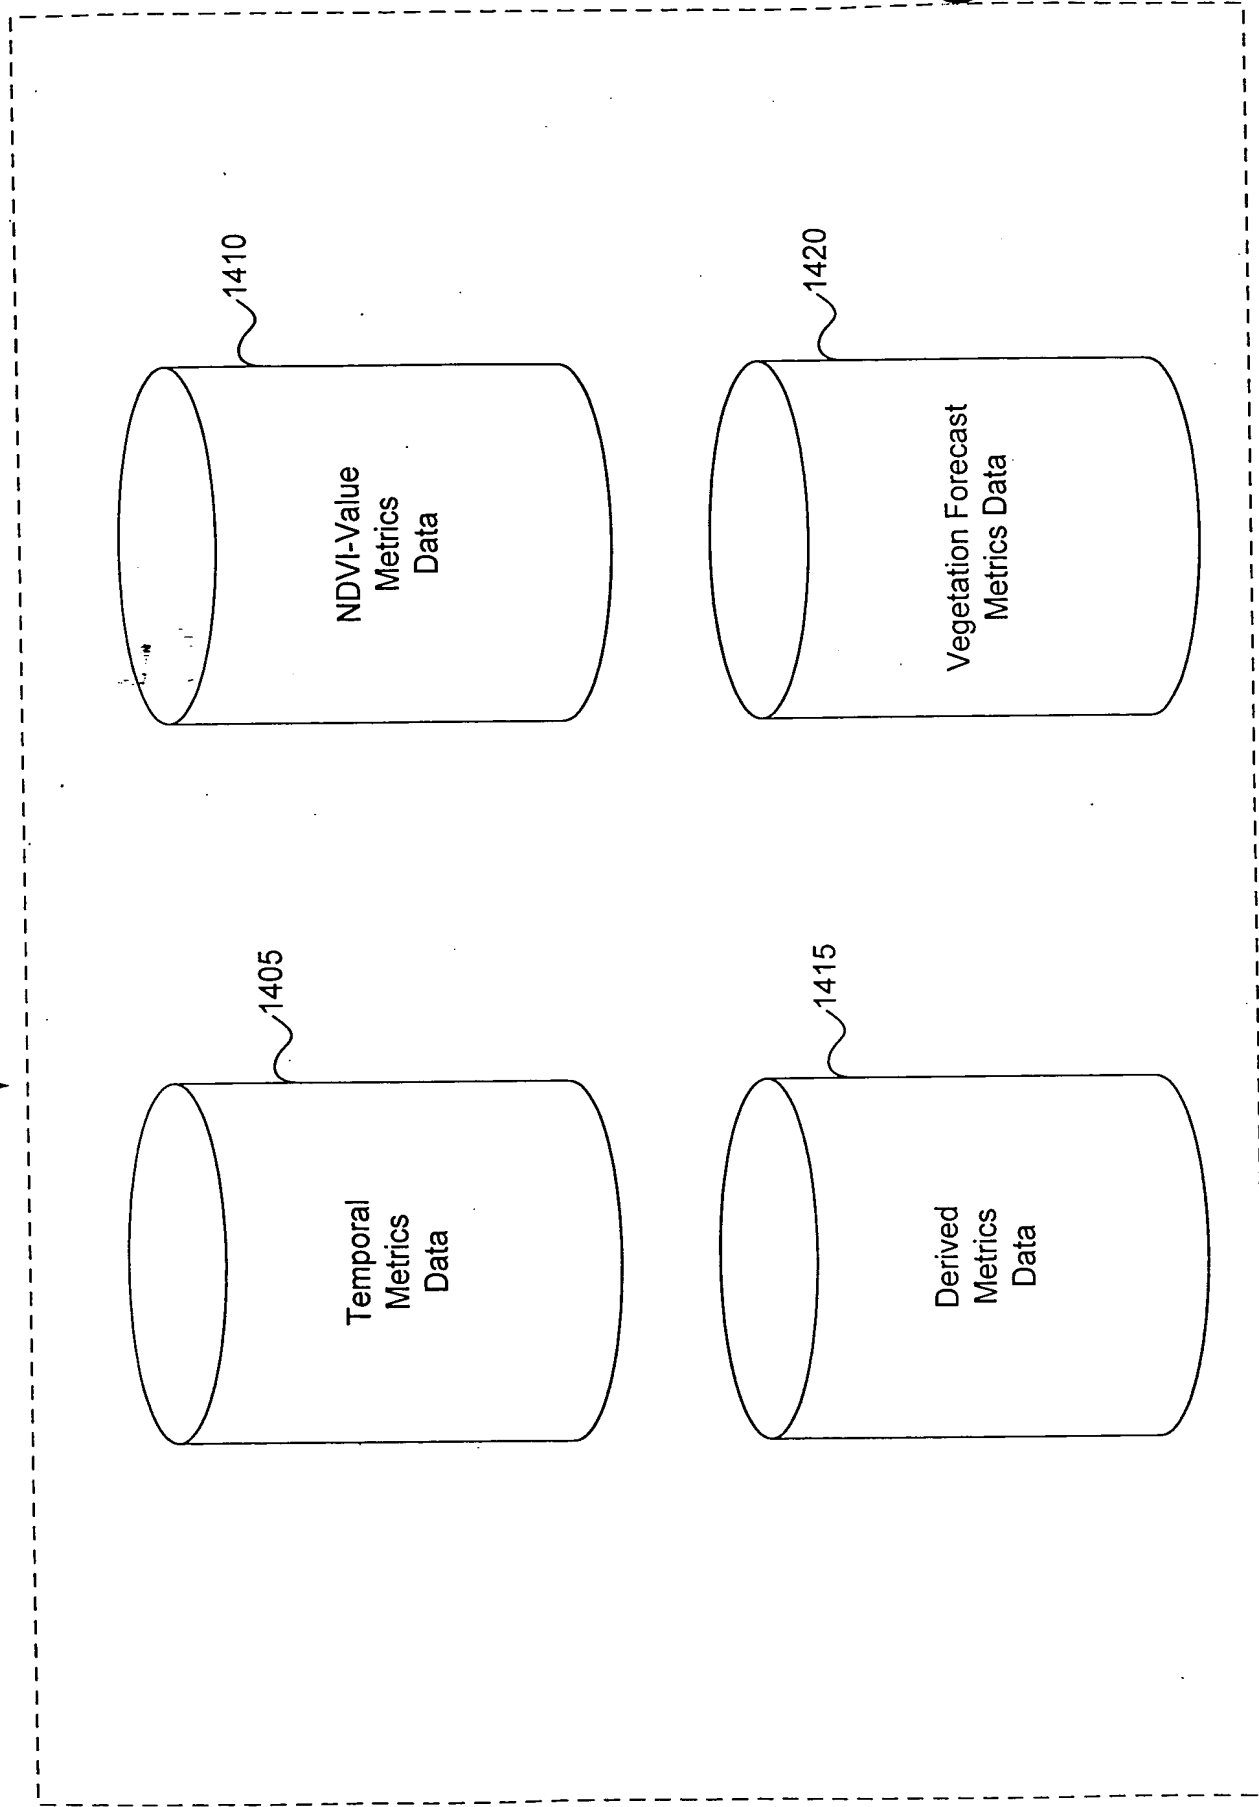 1405
Temporal
Metrics
Data
1410
NDVI-Value
Metrics
Data
1415
Derived
Metrics
Data
1420
Vegetation Forecast
Metrics Data